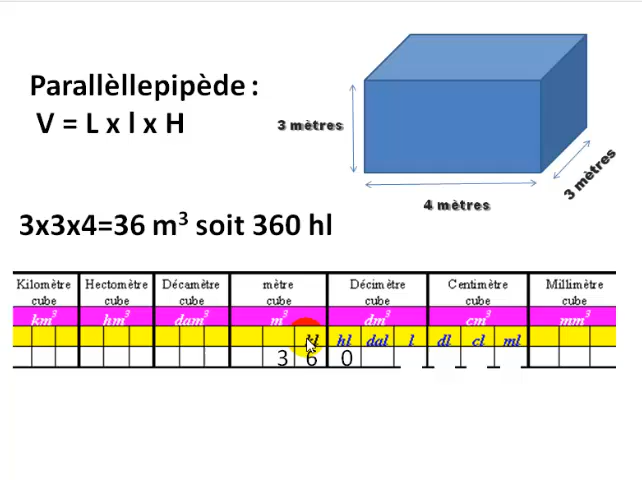 Parallèllepipède :
V = L x l x H
3 mètres
4 mètres
3 mètres
3x3x4=36 m³ soit 360 hl
Kilomètre cube Hectomètre cube Décamètre cube mètre cube Décimètre cube Centimètre cube Millimètre cube
km³ hm³ dam³ m³ dm³ cm³ mm³
kl hl dal l dl cl ml
3 6 0